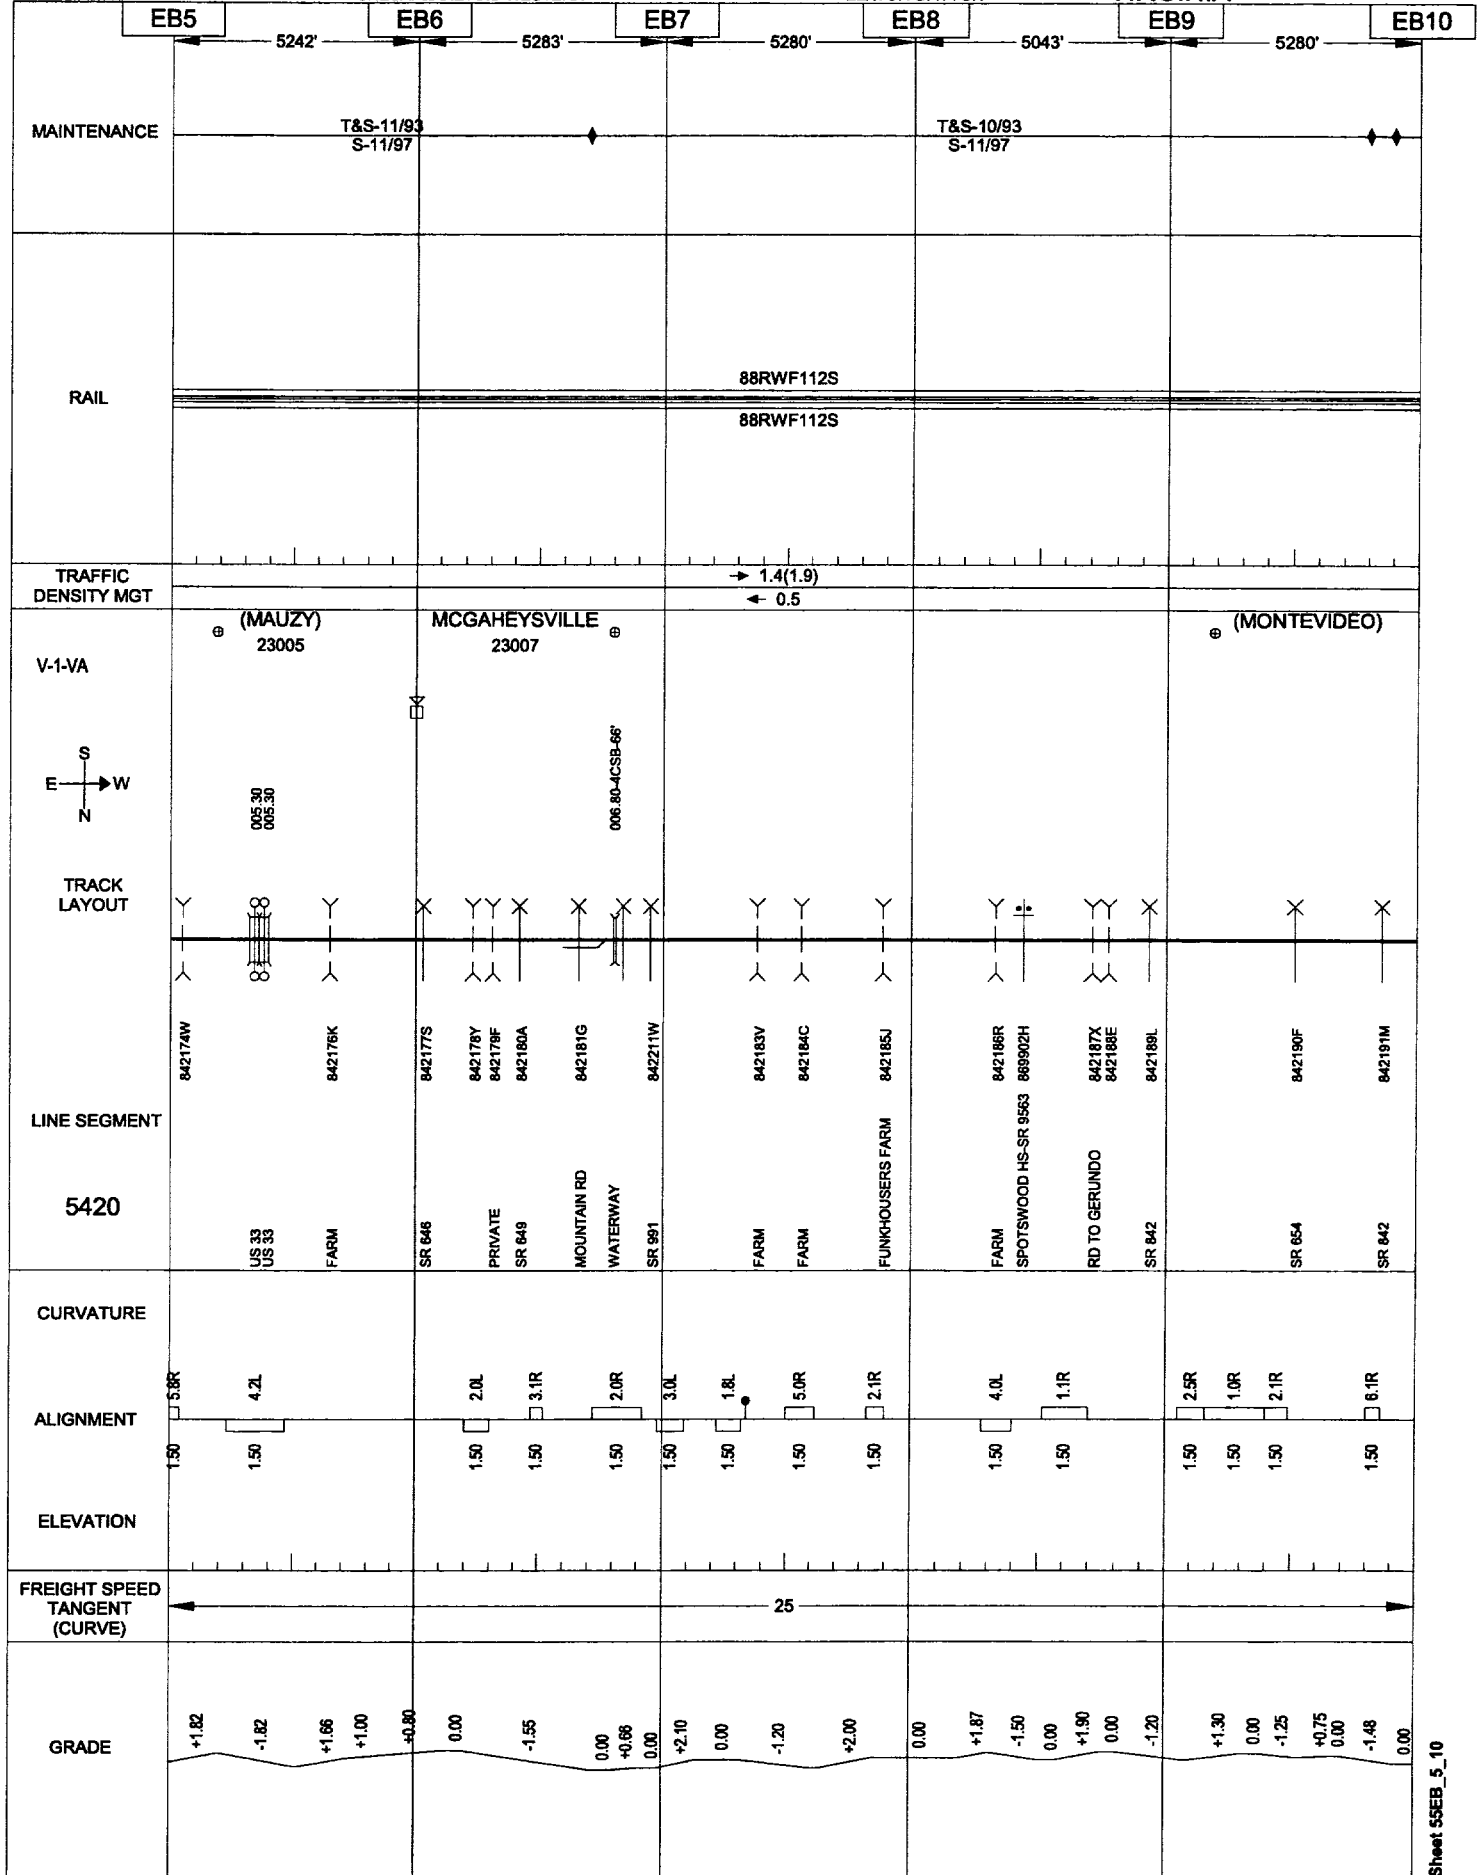 EB5 EB6 EB7 EB8 EB9 EB10
5242' 5283' 5280' 5043' 5280'
MAINTENANCE
T&S-11/93 T&S-10/93
S-11/97 S-11/97
88RWF112S
RAIL
88RWF112S
TRAFFIC
DENSITY MGT
1.4(1.9)
0.5
(MAUZY) MCGAHEYSVILLE (MONTEVIDEO)
23005 23007
V-1-VA
S
E W
N
005.30
005.30
006.80-4CSB-66'
TRACK
LAYOUT
842174W
842176K
842177S
842178Y
842179F
842180A
842181G
842211W
842183V
842184C
842185J
842186R
869902H
842187X
842188E
842189L
842190F
842191M
LINE SEGMENT
5420
US 33
US 33
FARM
SR 646
PRIVATE
SR 649
MOUNTAIN RD
WATERWAY
SR 991
FARM
FARM
FUNKHOUSERS FARM
FARM
SPOTSWOOD HS-SR 9563
RD TO GERUNDO
SR 842
SR 654
SR 842
CURVATURE
5.8R 4.2L 2.0L 3.1R 2.0R 3.0L 1.8L 5.0R 2.1R 4.0L 1.1R 2.5R 1.0R 2.1R 6.1R
ALIGNMENT
1.50 1.50 1.50 1.50 1.50 1.50 1.50 1.50 1.50 1.50 1.50 1.50 1.50 1.50 1.50
ELEVATION
FREIGHT SPEED
TANGENT
(CURVE)
25
GRADE
+1.82 -1.82 +1.66 +1.00 +0.80 0.00 -1.55 0.00 +0.66 0.00 +2.10 0.00 -1.20 +2.00 0.00 +1.87 -1.50 0.00 +1.90 0.00 -1.20 +1.30 0.00 -1.25 +0.75 0.00 -1.48 0.00
Sheet 55EB_5_10